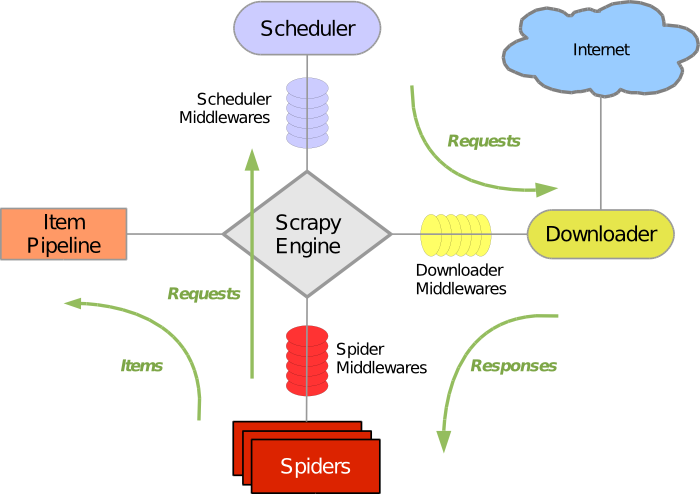 Scheduler
Internet
Scheduler
Middlewares
Requests
Item
Pipeline
Scrapy
Engine
Downloader
Downloader
Middlewares
Requests
Items
Spider
Middlewares
Responses
Spiders